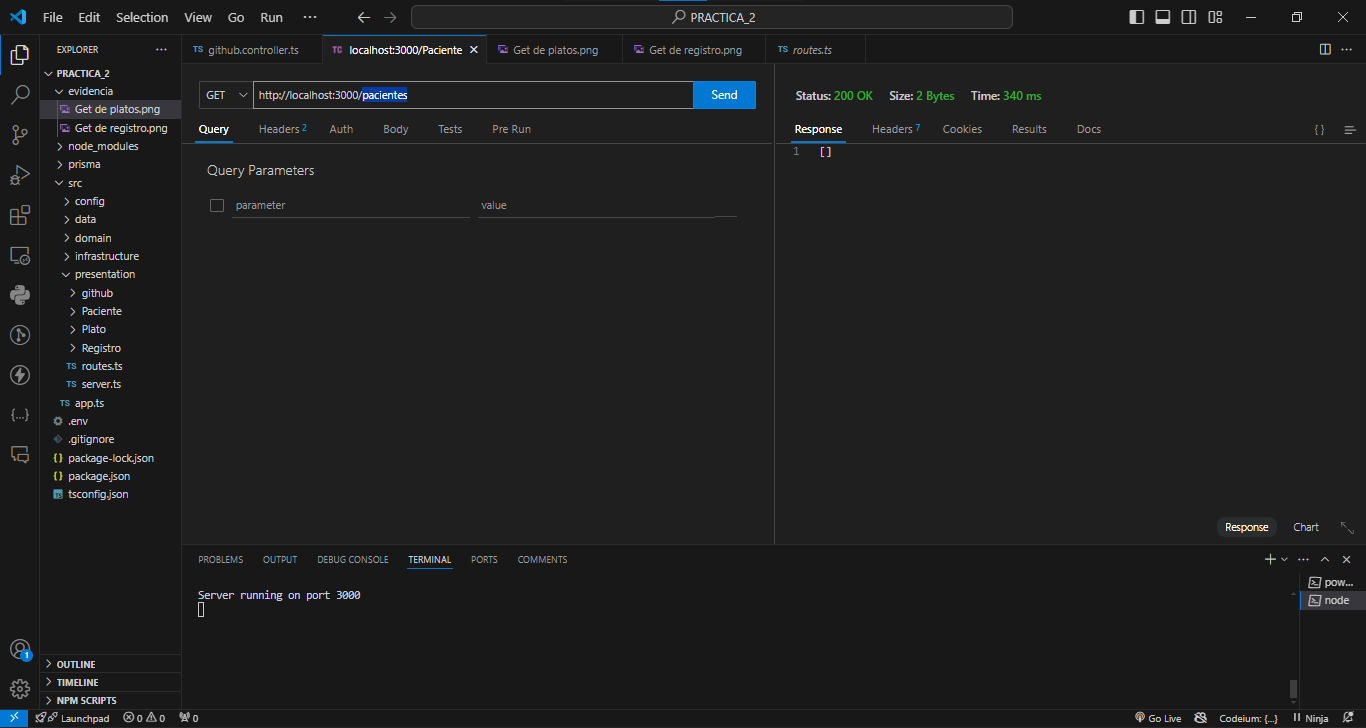 File Edit Selection View Go Run ··· PRACTICA_2
EXPLORER ···
PRACTICA_2
evidencia
Get de platos.png
Get de registro.png
node_modules
prisma
src
config
data
domain
infrastructure
presentation
github
Paciente
Plato
Registro
TS routes.ts
TS server.ts
TS app.ts
.env
.gitignore
{} package-lock.json
{} package.json
TS tsconfig.json
OUTLINE
TIMELINE
NPM SCRIPTS
TS github.controller.ts TC localhost:3000/Paciente Get de platos.png Get de registro.png TS routes.ts ···
GET http://localhost:3000/pacientes Send
Query Headers 2 Auth Body Tests Pre Run
Query Parameters
parameter value
Status: 200 OK Size: 2 Bytes Time: 340 ms
Response Headers 7 Cookies Results Docs { }
1 []
Response Chart
PROBLEMS OUTPUT DEBUG CONSOLE TERMINAL PORTS COMMENTS ···
Server running on port 3000
pow...
node
1
Launchpad 0 0 0 Go Live Codeium: {...} Ninja